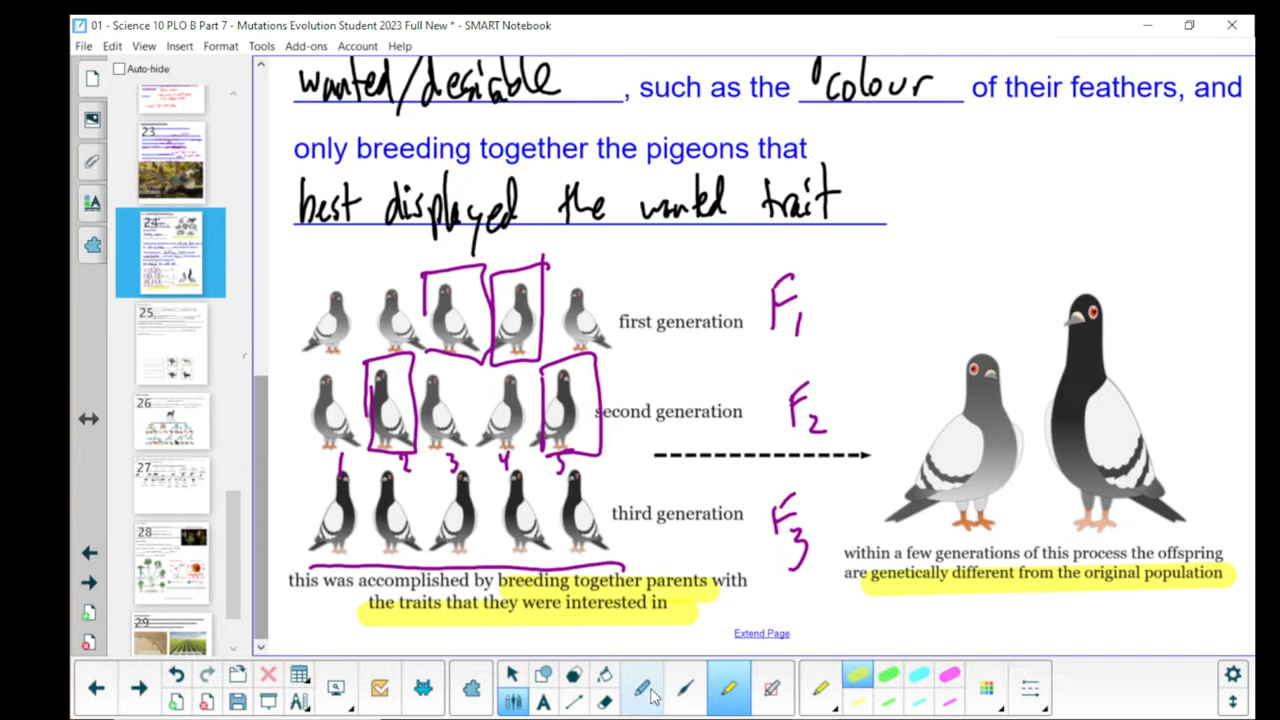 01 - Science 10 PLO B Part 7 - Mutations Evolution Student 2023 Full New * - SMART Notebook
File Edit View Insert Format Tools Add-ons Account Help
Auto-hide
23
24
25
26
27
28
29
wanted/desirable, such as the colour of their feathers, and
only breeding together the pigeons that
best displayed the wanted trait
first generation F1
second generation F2
1 2 3 4 5
third generation F3
this was accomplished by breeding together parents with
the traits that they were interested in
within a few generations of this process the offspring
are genetically different from the original population
Extend Page
A